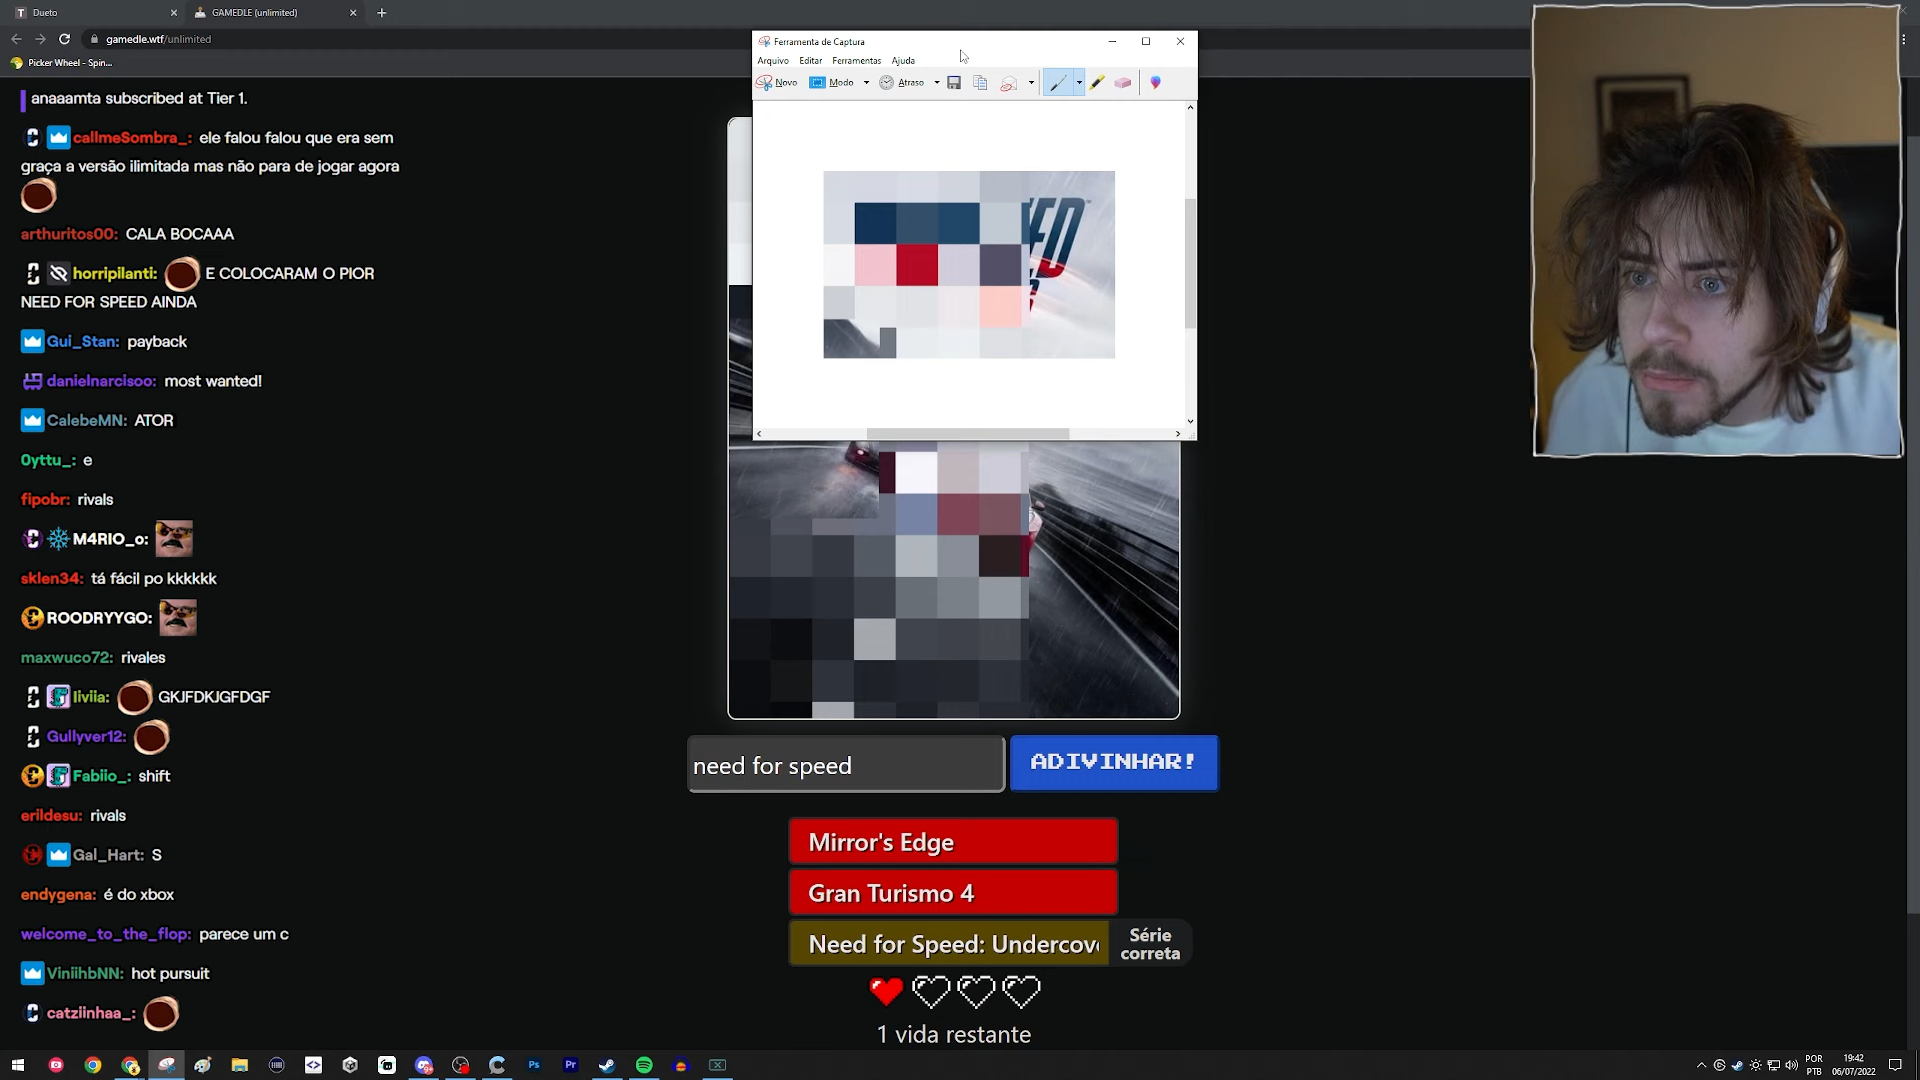 Dueto
GAMEDLE (unlimited)
gamedle.wtf/unlimited
Picker Wheel - Spin...
anaaamta subscribed at Tier 1.
callmeSombra_: ele falou falou que era sem
graça a versão ilimitada mas não para de jogar agora
arthuritos00: CALA BOCAAA
horripilanti: E COLOCARAM O PIOR
NEED FOR SPEED AINDA
Gui_Stan: payback
danielnarcisoo: most wanted!
CalebeMN: ATOR
0yttu_: e
fipobr: rivals
M4RIO_o:
sklen34: tá fácil po kkkkkk
ROODRYYGO:
maxwuco72: rivales
liviia: GKJFDKJGFDGF
Gullyver12:
Fabiio_: shift
erildesu: rivals
Gal_Hart: S
endygena: é do xbox
welcome_to_the_flop: parece um c
ViniihbNN: hot pursuit
catziinhaa_:
Ferramenta de Captura
Arquivo Editar Ferramentas Ajuda
Novo Modo Atraso
need for speed
ADIVINHAR!
Mirror's Edge
Gran Turismo 4
Need for Speed: Undercove
Série
correta
1 vida restante
POR
PTB
19:42
06/07/2022